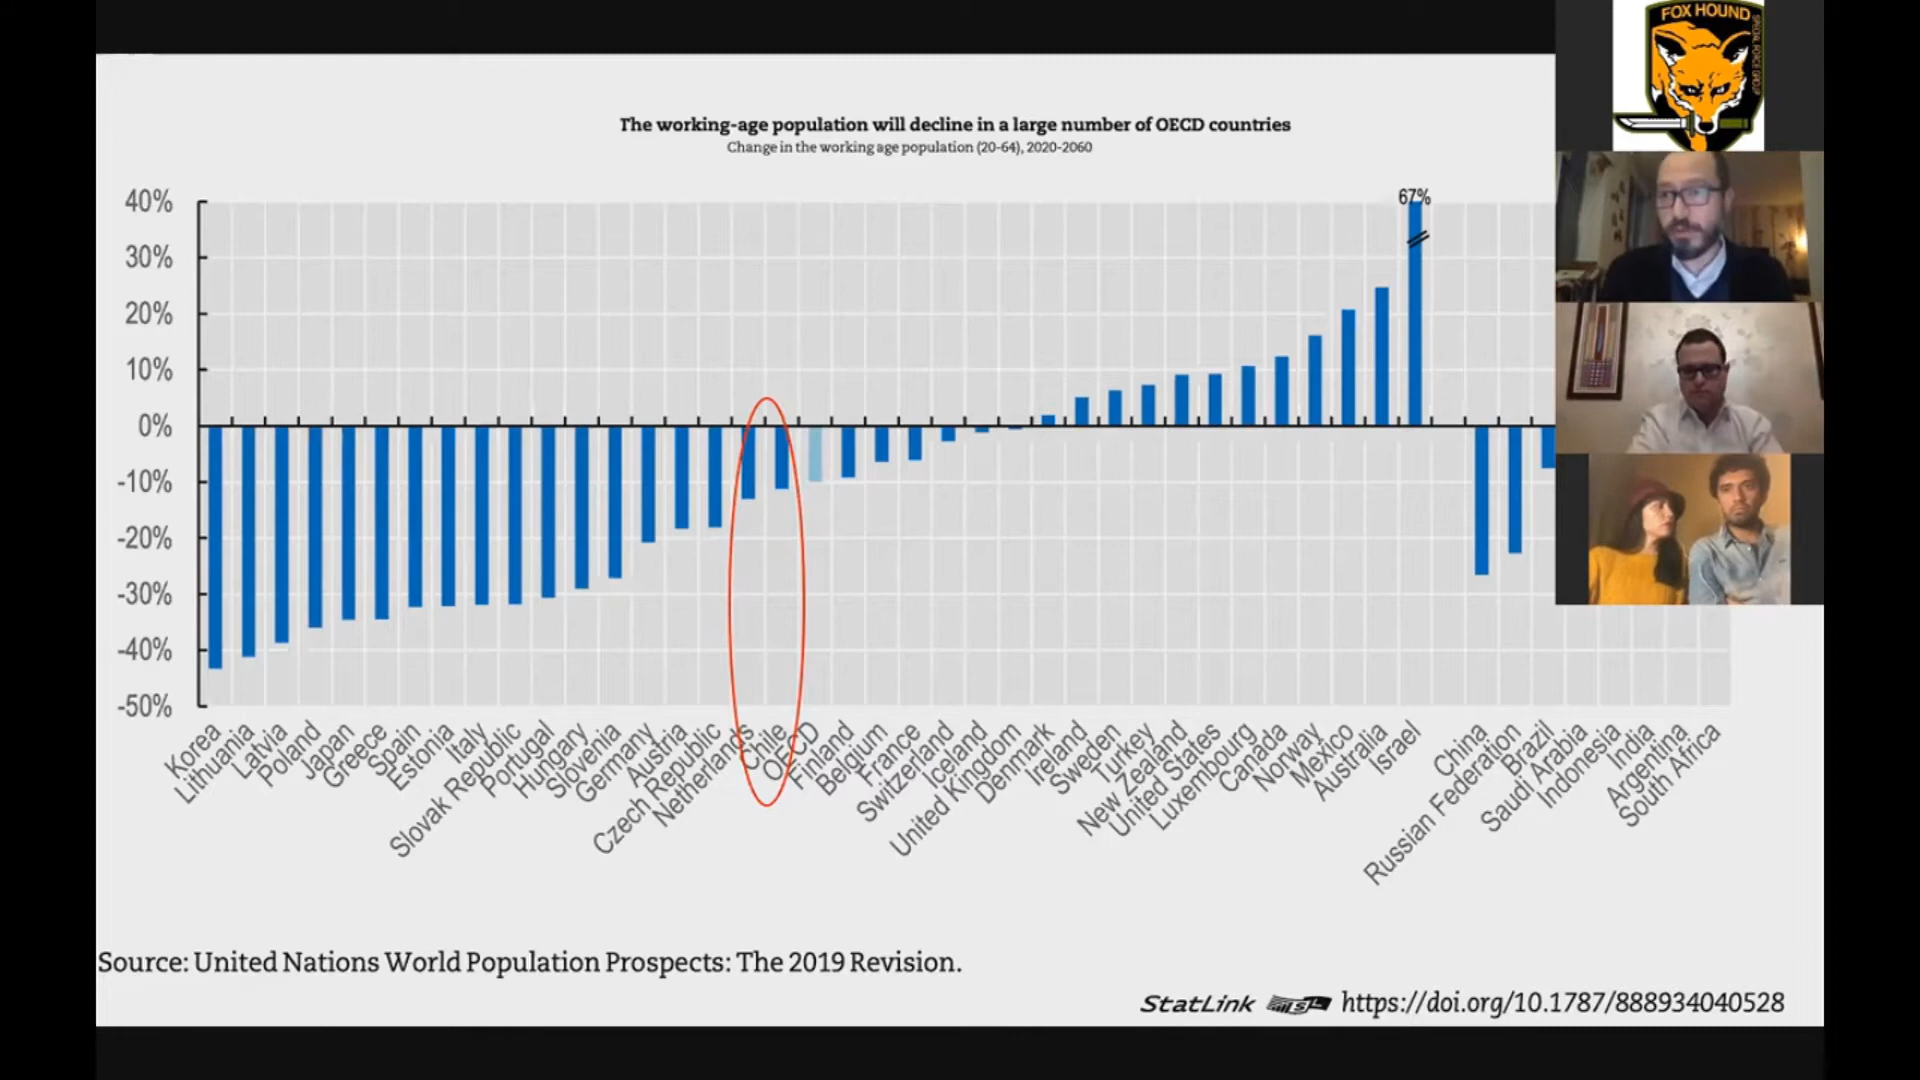 FOX HOUND
SPECIAL FORCE GROUP
The working-age population will decline in a large number of OECD countries
Change in the working age population (20-64), 2020-2060
67%
40%
30%
20%
10%
0%
-10%
-20%
-30%
-40%
-50%
Korea
Lithuania
Latvia
Poland
Japan
Greece
Spain
Estonia
Italy
Slovak Republic
Portugal
Hungary
Slovenia
Germany
Austria
Czech Republic
Netherlands
Chile
OECD
Finland
Belgium
France
Switzerland
Iceland
United Kingdom
Denmark
Ireland
Sweden
Turkey
New Zealand
United States
Luxembourg
Canada
Norway
Mexico
Australia
Israel
China
Russian Federation
Brazil
Saudi Arabia
Indonesia
India
Argentina
South Africa
Source: United Nations World Population Prospects: The 2019 Revision.
StatLink https://doi.org/10.1787/888934040528